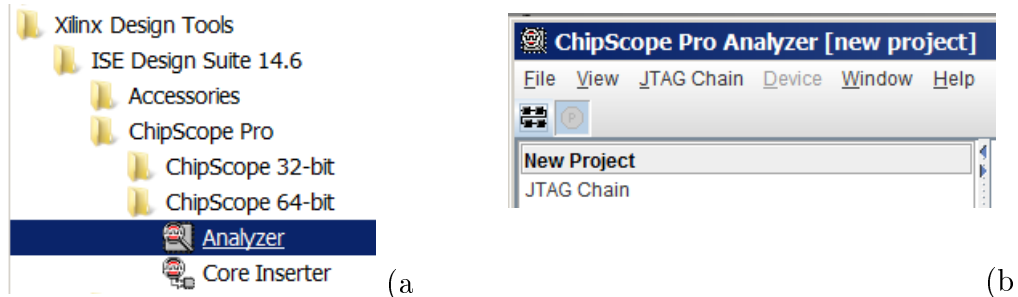 Xilinx Design Tools
ISE Design Suite 14.6
Accessories
ChipScope Pro
ChipScope 32-bit
ChipScope 64-bit
Analyzer
Core Inserter
(a
ChipScope Pro Analyzer [new project]
File View JTAG Chain Device Window Help
P
New Project
JTAG Chain
(b